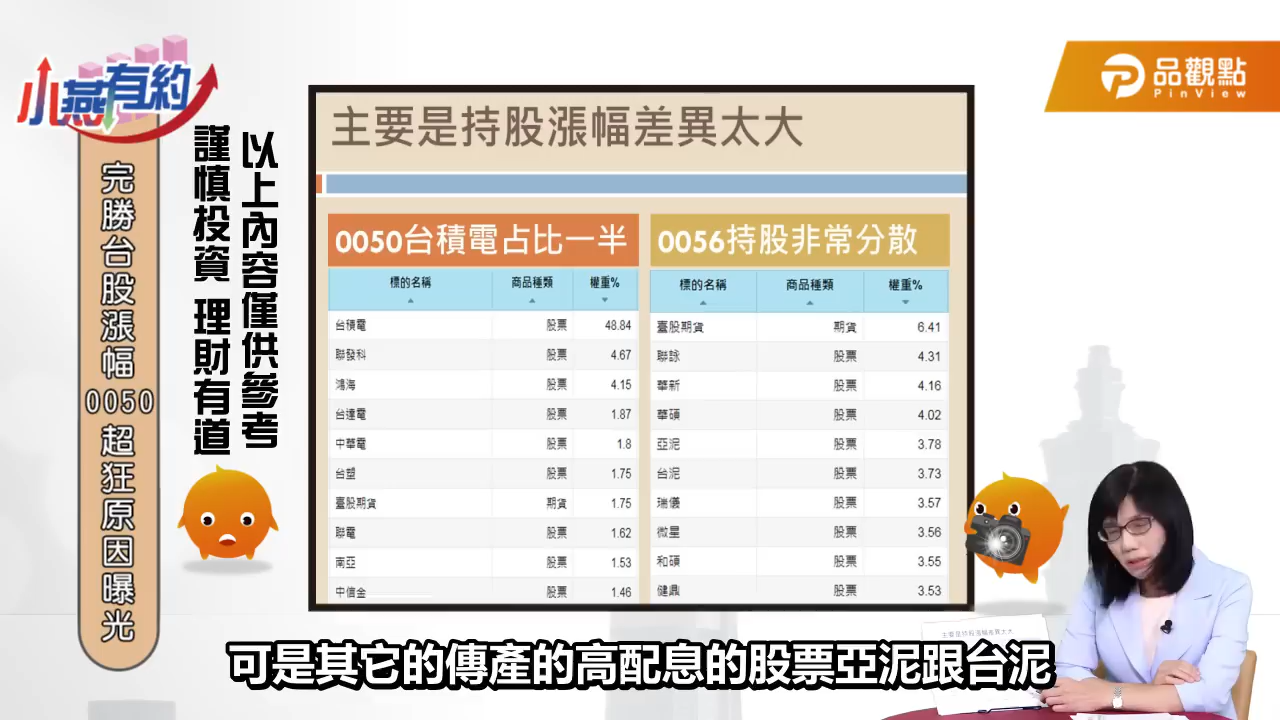 小燕有約
品觀點
PinView
完勝台股漲幅0050超狂原因曝光
以上內容僅供參考
謹慎投資 理財有道
主要是持股漲幅差異太大
0050台積電占比一半
標的名稱 商品種類 權重%
台積電 股票 48.84
聯發科 股票 4.67
鴻海 股票 4.15
台達電 股票 1.87
中華電 股票 1.8
台塑 股票 1.75
臺股期貨 期貨 1.75
聯電 股票 1.62
南亞 股票 1.53
中信金 股票 1.46
0056持股非常分散
標的名稱 商品種類 權重%
臺股期貨 期貨 6.41
聯詠 股票 4.31
華新 股票 4.16
華碩 股票 4.02
亞泥 股票 3.78
台泥 股票 3.73
瑞儀 股票 3.57
微星 股票 3.56
和碩 股票 3.55
健鼎 股票 3.53
主要是持股漲幅差異太大
可是其它的傳產的高配息的股票亞泥跟台泥